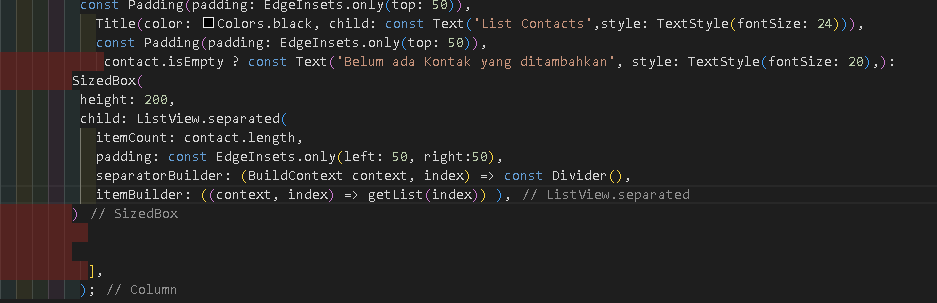 const Padding(padding: EdgeInsets.only(top: 50)),
Title(color: Colors.black, child: const Text('List Contacts',style: TextStyle(fontSize: 24))),
const Padding(padding: EdgeInsets.only(top: 50)),
contact.isEmpty ? const Text('Belum ada Kontak yang ditambahkan', style: TextStyle(fontSize: 20),):
SizedBox(
height: 200,
child: ListView.separated(
itemCount: contact.length,
padding: const EdgeInsets.only(left: 50, right:50),
separatorBuilder: (BuildContext context, index) => const Divider(),
itemBuilder: ((context, index) => getList(index)) ), // ListView.separated
) // SizedBox
],
); // Column